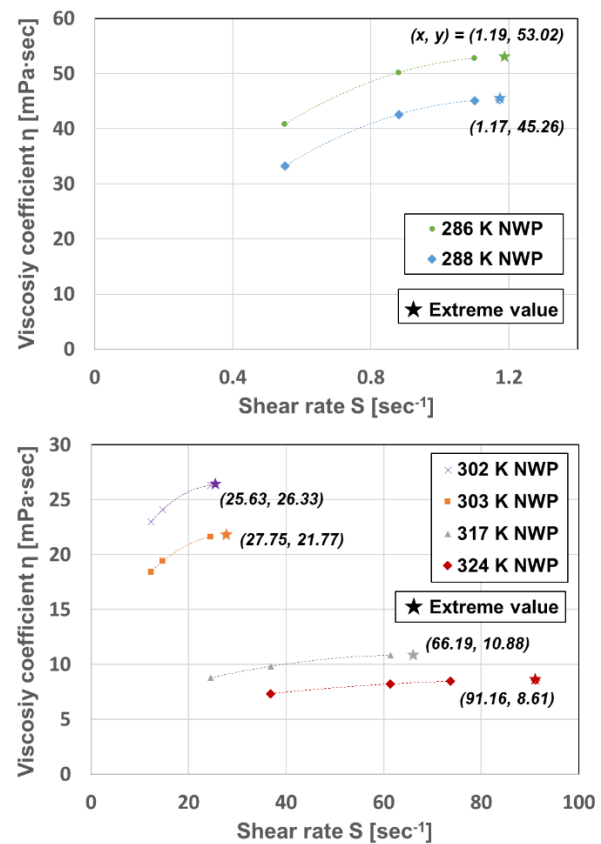 (x, y) = (1.19, 53.02)
60
50
40
30
20
10
0
(1.17, 45.26)
286 K NWP
288 K NWP
Extreme value
0
0.4
0.8
1.2
Viscosiy coefficient η [mPa·sec]
Shear rate S [sec⁻¹]
30
25
20
15
10
5
0
302 K NWP
303 K NWP
317 K NWP
324 K NWP
Extreme value
(25.63, 26.33)
(27.75, 21.77)
(66.19, 10.88)
(91.16, 8.61)
0
20
40
60
80
100
Viscosiy coefficient η [mPa·sec]
Shear rate S [sec⁻¹]